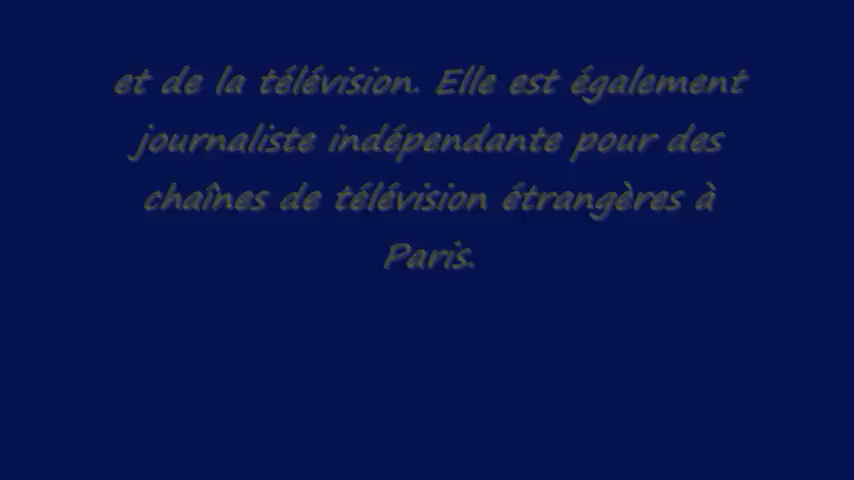 et de la télévision. Elle est également
journaliste indépendante pour des
chaînes de télévision étrangères à
Paris.